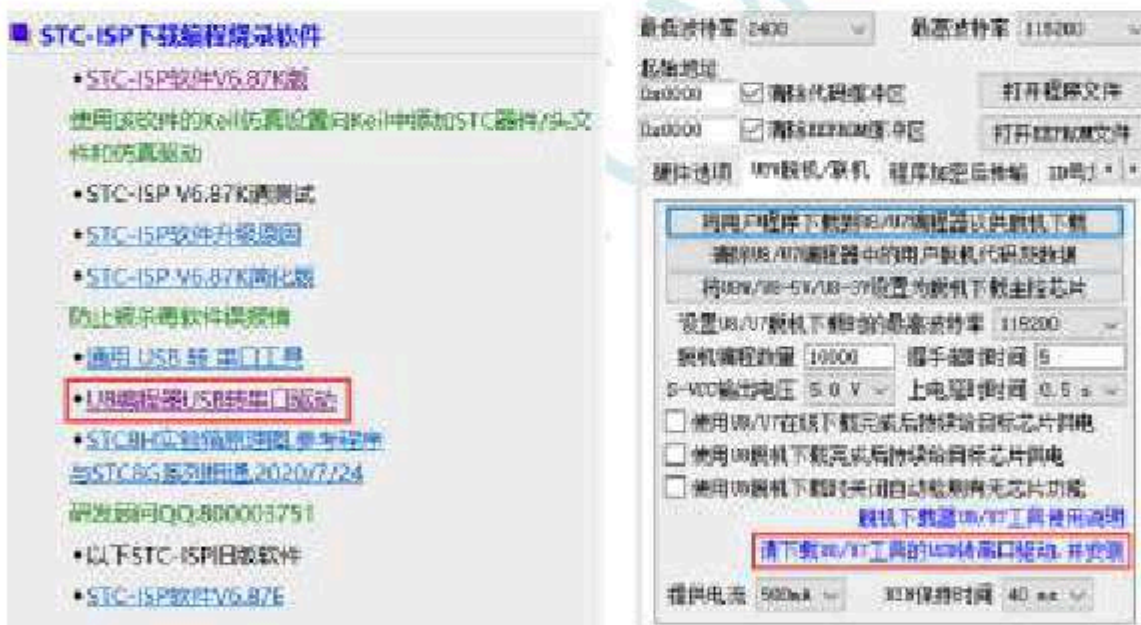 STC-ISP下载编程烧录软件
•STC-ISP软件V6.87K版
使用该软件的Keil仿真设置向Keil中添加STC器件/头文
件和仿真驱动
•STC-ISP V6.87K调测试
•STC-ISP软件升级原因
•STC-ISP V6.87K简化版
防止被杀毒软件误报情
•通用 USB 转 串口工具
•U8编程器USB转串口驱动
•STC8H实验箱原理图,参考程序
与STC8G系列相通,2020/7/24
研发顾问QQ:800003751
•以下STC-ISP旧版软件
•STC-ISP软件V6.87E
最低波特率 2400 最高波特率 115200
起始地址
0x0000 清除代码缓冲区 打开程序文件
0x0000 清除EEPROM缓冲区 打开EEPROM文件
硬件选项 U8/U7脱机/联机 程序加密后传输 ID号
将用户程序下载到U8/U7编程器以供脱机下载
清除U8/U7编程器中的用户脱机代码及数据
将U8W/U8-5V/U8-3V设置为脱机下载主控芯片
设置U8/U7脱机下载时的最高波特率 115200
脱机编程数量 10000 握手超时时间 5
S-VCC输出电压 5.0 V 上电延时时间 0.5 s
使用U8/U7在线下载完成后持续给目标芯片供电
使用U8脱机下载完成后持续给目标芯片供电
使用U8脱机下载时关闭自动检测有无芯片功能
脱机下载器U8/U7工具使用说明
请下载U8/U7工具的USB转串口驱动,并安装
提供电流 500mA 保持时间 40 ms